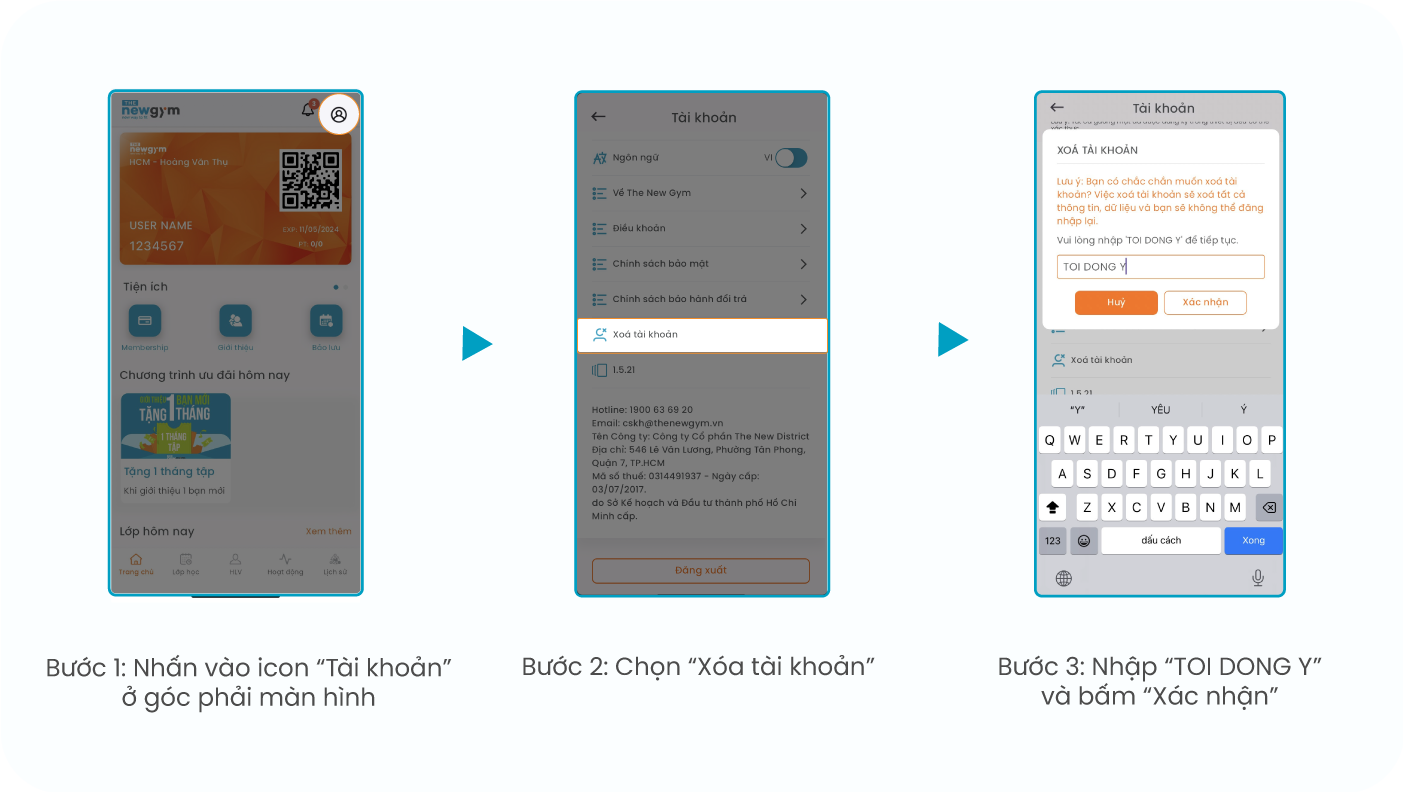 THE
newgym
3
THE
newgym
HCM - Hoàng Văn Thụ
USER NAME
EXP: 11/05/2024
1234567
PT: 0/0
Tiện ích
Membership
Giới thiệu
Bảo lưu
Chương trình ưu đãi hôm nay
GIỚI THIỆU 1 BẠN MỚI
TẶNG 1 THÁNG
1 THÁNG
TẬP
Tặng 1 tháng tập
Khi giới thiệu 1 bạn mới
Lớp hôm nay
Xem thêm
Trang chủ
Lớp học
HLV
Hoạt động
Lịch sử
Bước 1: Nhấn vào icon “Tài khoản”
ở góc phải màn hình
Tài khoản
Ngôn ngữ
VI
Về The New Gym
Điều khoản
Chính sách bảo mật
Chính sách bảo hành đổi trả
Xoá tài khoản
1.5.21
Hotline: 1900 63 69 20
Email: cskh@thenewgym.vn
Tên Công ty: Công ty Cổ phần The New District
Địa chỉ: 546 Lê Văn Lương, Phường Tân Phong,
Quận 7, TP.HCM
Mã số thuế: 0314491937 - Ngày cấp:
03/07/2017.
do Sở Kế hoạch và Đầu tư thành phố Hồ Chí
Minh cấp.
Đăng xuất
Bước 2: Chọn “Xóa tài khoản”
Tài khoản
XOÁ TÀI KHOẢN
Lưu ý: Bạn có chắc chắn muốn xoá tài
khoản? Việc xoá tài khoản sẽ xoá tất cả
thông tin, dữ liệu và bạn sẽ không thể đăng
nhập lại.
Vui lòng nhập 'TOI DONG Y' để tiếp tục.
TOI DONG Y
Huỷ
Xác nhận
Xoá tài khoản
1.5.21
“Y”
YÊU
Ý
Q W E R T Y U I O P
A S D F G H J K L
Z X C V B N M
123
dấu cách
Xong
Bước 3: Nhập “TOI DONG Y”
và bấm “Xác nhận”